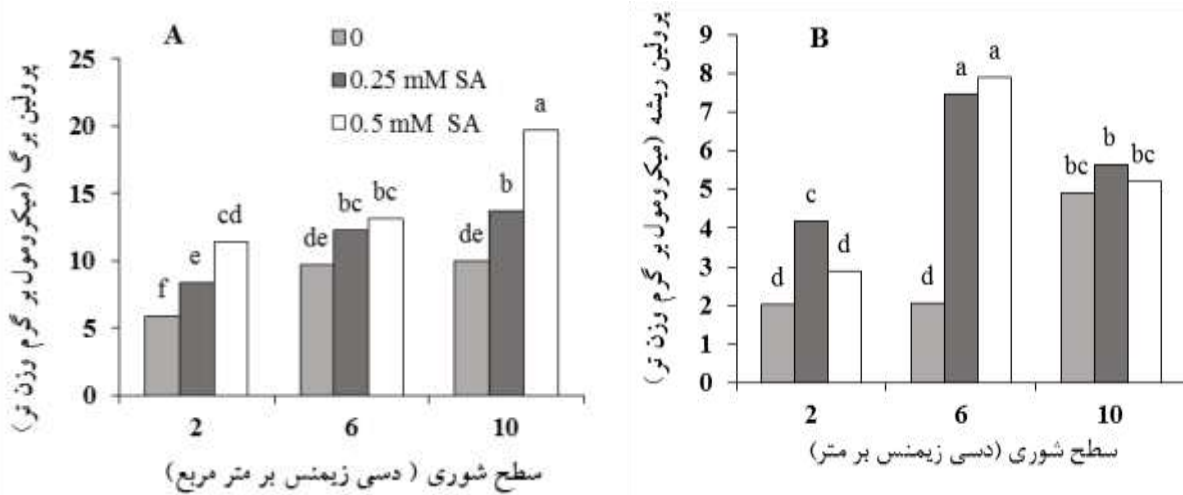 A
0
0.25 mM SA
0.5 mM SA
پرولین برگ (میکرومول بر گرم وزن تر)
25
20
15
10
5
0
f
e
cd
de
bc
bc
de
b
a
2
6
10
سطح شوری ( دسی زیمنس بر متر مربع)
B
پرولین ریشه (میکرومول بر گرم وزن تر)
9
8
7
6
5
4
3
2
1
0
d
c
d
d
a
a
bc
b
bc
2
6
10
سطح شوری (دسی زیمنس بر متر)